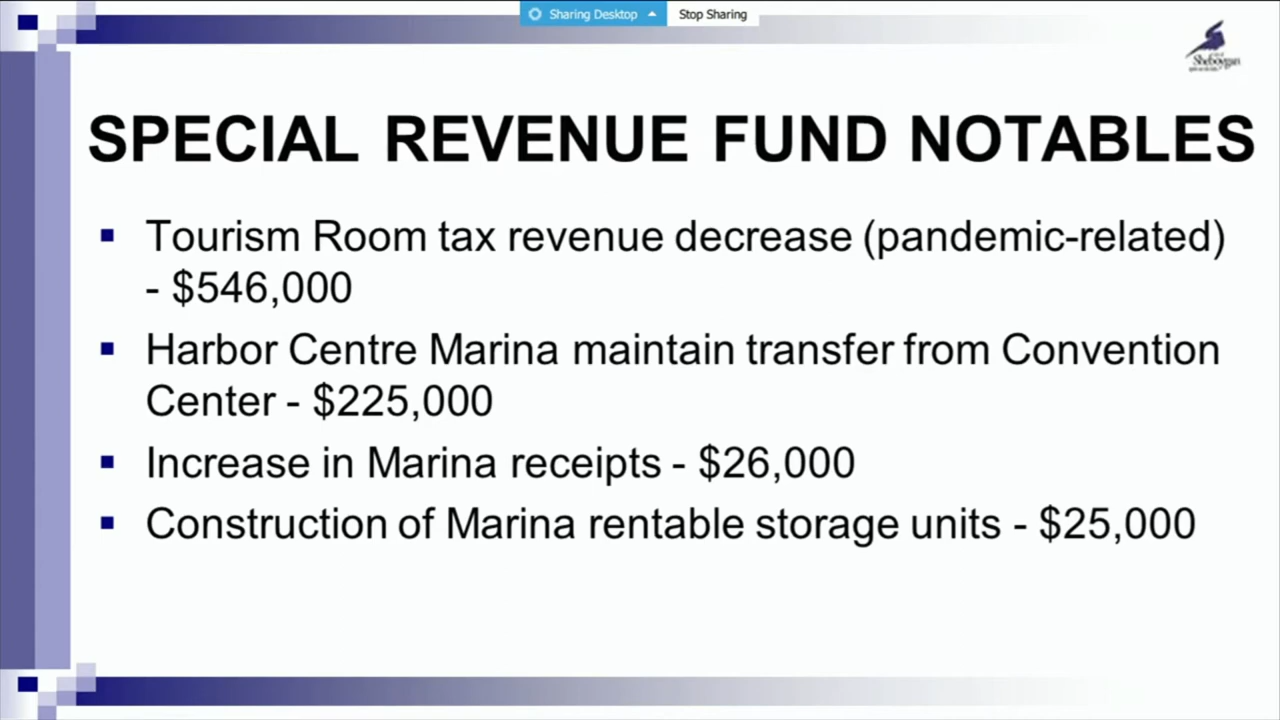 Sharing Desktop Stop Sharing
Sheboygan
SPECIAL REVENUE FUND NOTABLES
Tourism Room tax revenue decrease (pandemic-related)
- $546,000
Harbor Centre Marina maintain transfer from Convention
Center - $225,000
Increase in Marina receipts - $26,000
Construction of Marina rentable storage units - $25,000